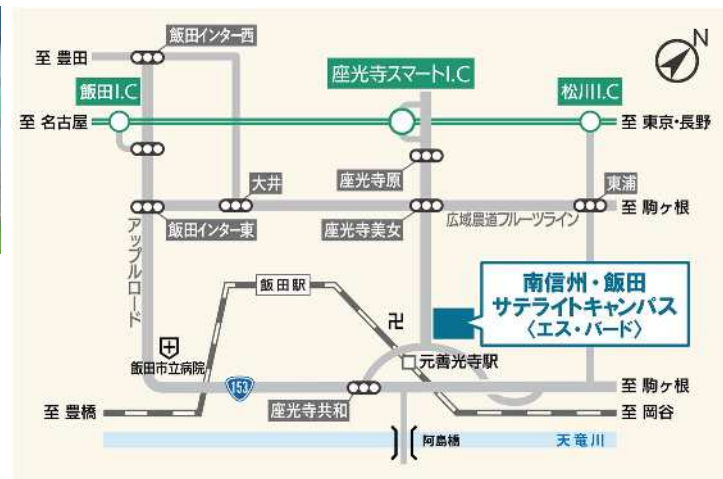 飯田インター西
N
至 豊田
座光寺スマートI.C
飯田I.C
松川I.C
至 名古屋
至 東京・長野
座光寺原
大井
東浦
至 駒ヶ根
飯田インター東
座光寺美女
広域農道フルーツライン
アップルロード
南信州・飯田
サテライトキャンパス
〈エス・バード〉
飯田駅
卍
飯田市立病院
元善光寺駅
153
至 駒ヶ根
座光寺共和
至 豊橋
至 岡谷
阿島橋
天竜川